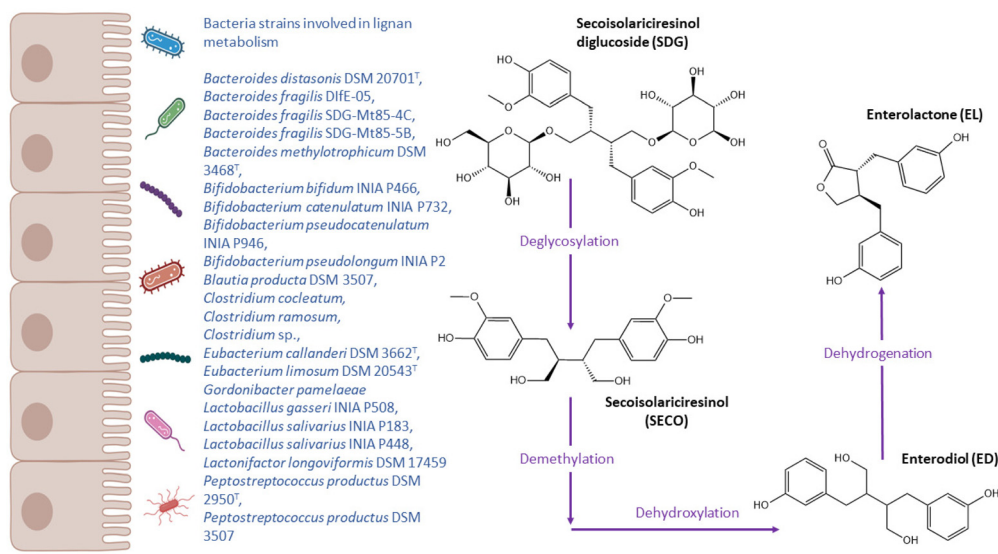 Bacteria strains involved in lignan
metabolism
Bacteroides distasonis DSM 20701ᵀ,
Bacteroides fragilis DIfE-05,
Bacteroides fragilis SDG-Mt85-4C,
Bacteroides fragilis SDG-Mt85-5B,
Bacteroides methylotrophicum DSM
3468ᵀ,
Bifidobacterium bifidum INIA P466,
Bifidobacterium catenulatum INIA P732,
Bifidobacterium pseudocatenulatum
INIA P946,
Bifidobacterium pseudolongum INIA P2
Blautia producta DSM 3507,
Clostridium cocleatum,
Clostridium ramosum,
Clostridium sp.,
Eubacterium callanderi DSM 3662ᵀ,
Eubacterium limosum DSM 20543ᵀ
Gordonibacter pamelaeae
Lactobacillus gasseri INIA P508,
Lactobacillus salivarius INIA P183,
Lactobacillus salivarius INIA P448,
Lactonifactor longoviformis DSM 17459
Peptostreptococcus productus DSM
2950ᵀ,
Peptostreptococcus productus DSM
3507
Secoisolariciresinol
diglucoside (SDG)
HO
O
OH
HO
OH
O
O
O
OH
HO
O
O
OH
HO
OH
OH
O
OH
Deglycosylation
O
HO
O
OH
HO
OH
Secoisolariciresinol
(SECO)
Demethylation
Dehydroxylation
Enterodiol (ED)
HO
HO
OH
OH
Dehydrogenation
Enterolactone (EL)
OH
O
O
HO